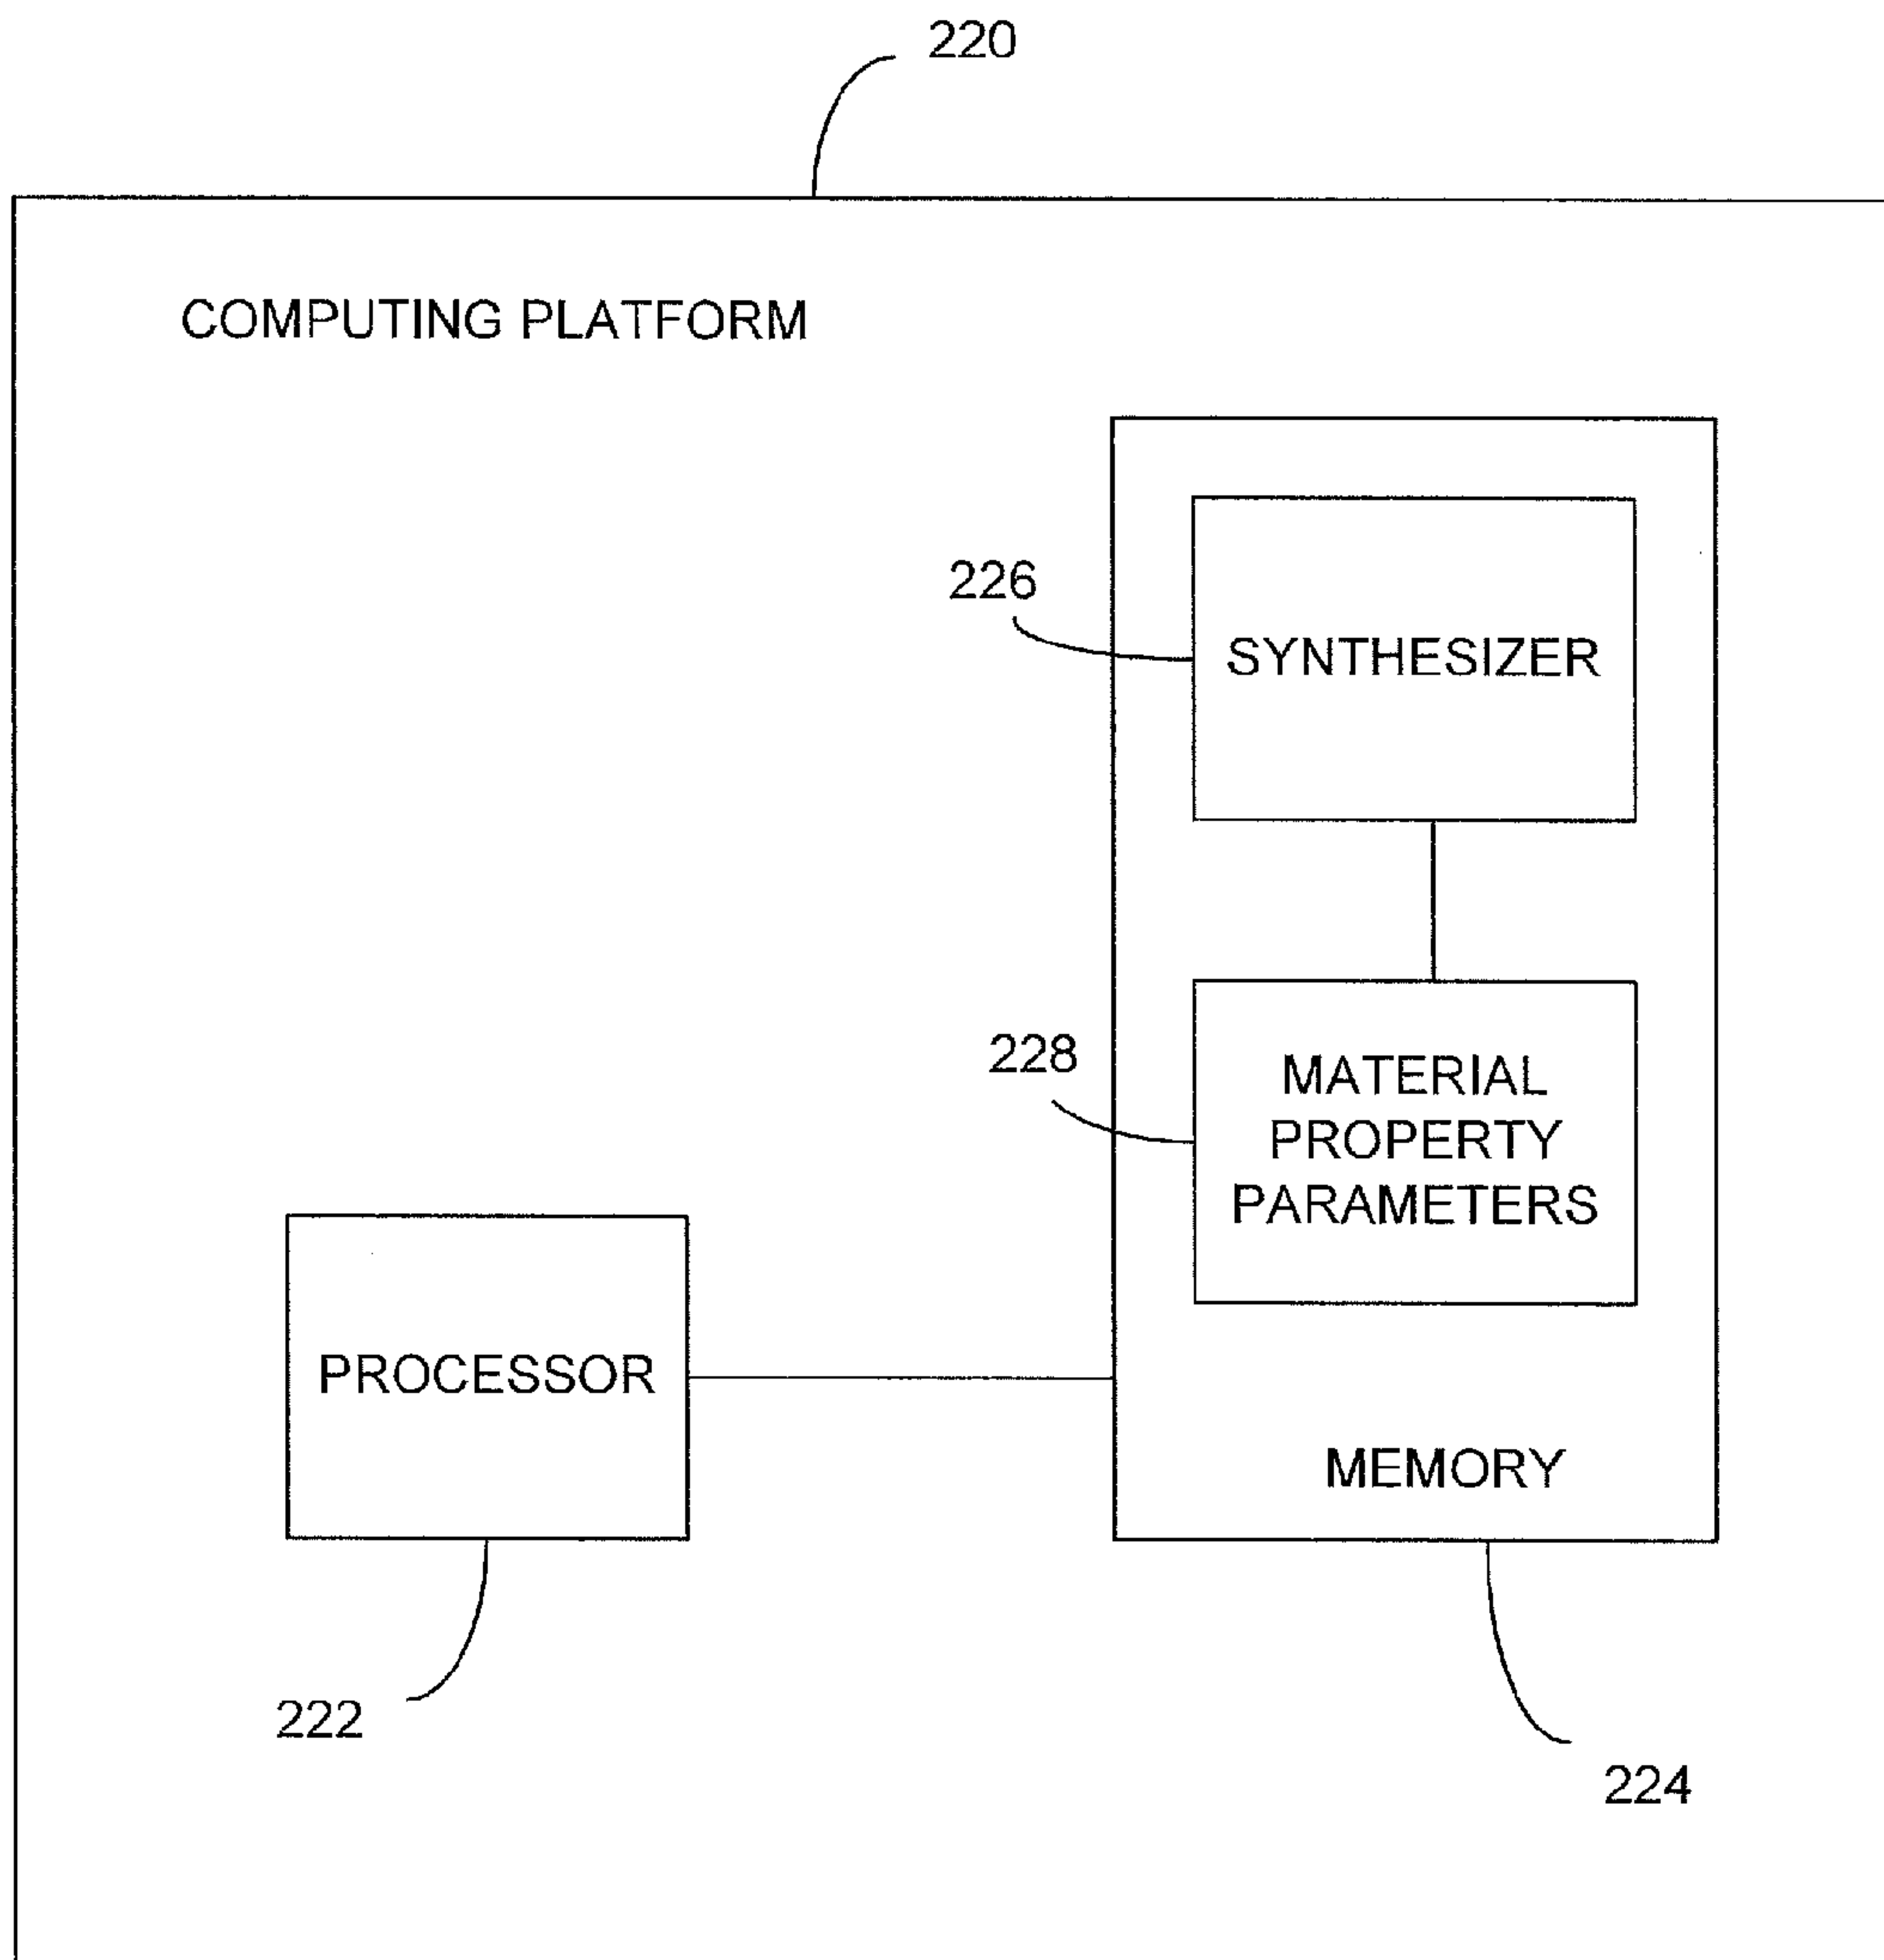 220
COMPUTING PLATFORM
226
SYNTHESIZER
228
MATERIAL
PROPERTY
PARAMETERS
PROCESSOR
MEMORY
222
224